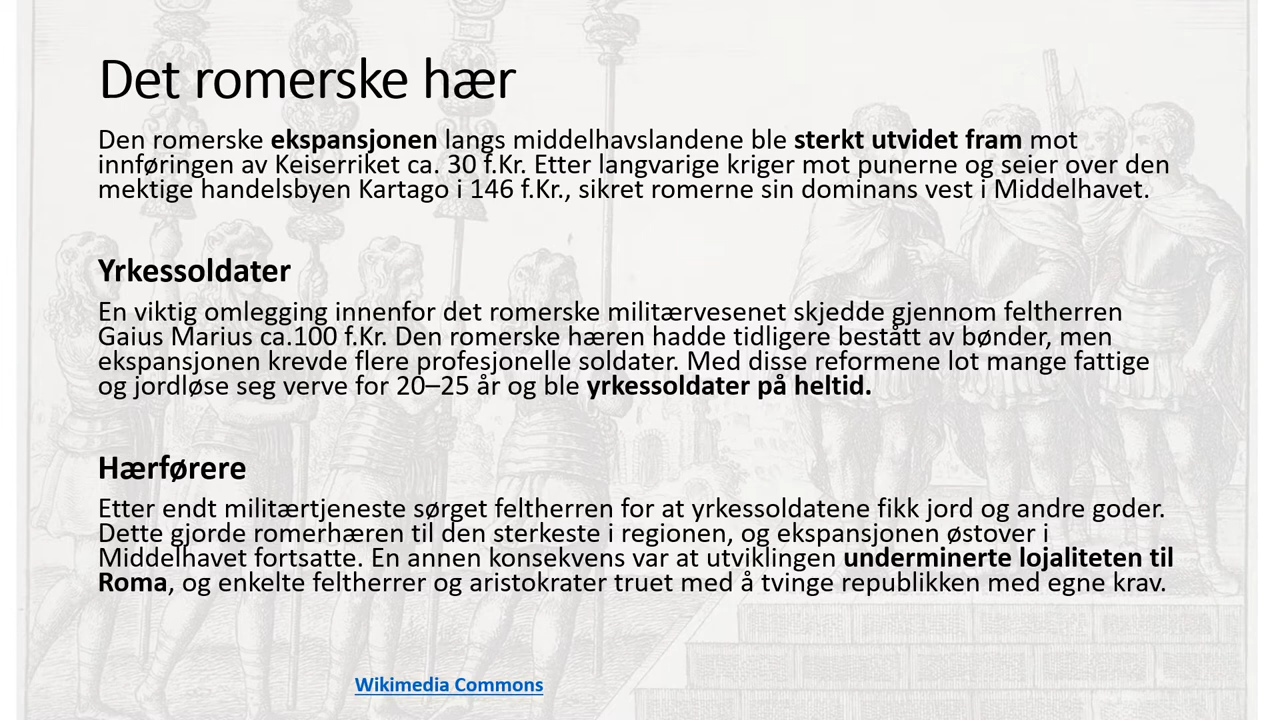 Det romerske hær
Den romerske ekspansjonen langs middelhavslandene ble sterkt utvidet fram mot
innføringen av Keiserriket ca. 30 f.Kr. Etter langvarige kriger mot punerne og seier over den
mektige handelsbyen Kartago i 146 f.Kr., sikret romerne sin dominans vest i Middelhavet.
Yrkessoldater
En viktig omlegging innenfor det romerske militærvesenet skjedde gjennom feltherren
Gaius Marius ca.100 f.Kr. Den romerske hæren hadde tidligere bestått av bønder, men
ekspansjonen krevde flere profesjonelle soldater. Med disse reformene lot mange fattige
og jordløse seg verve for 20–25 år og ble yrkessoldater på heltid.
Hærførere
Etter endt militærtjeneste sørget feltherren for at yrkessoldatene fikk jord og andre goder.
Dette gjorde romerhæren til den sterkeste i regionen, og ekspansjonen østover i
Middelhavet fortsatte. En annen konsekvens var at utviklingen underminerte lojaliteten til
Roma, og enkelte feltherrer og aristokrater truet med å tvinge republikken med egne krav.
Wikimedia Commons